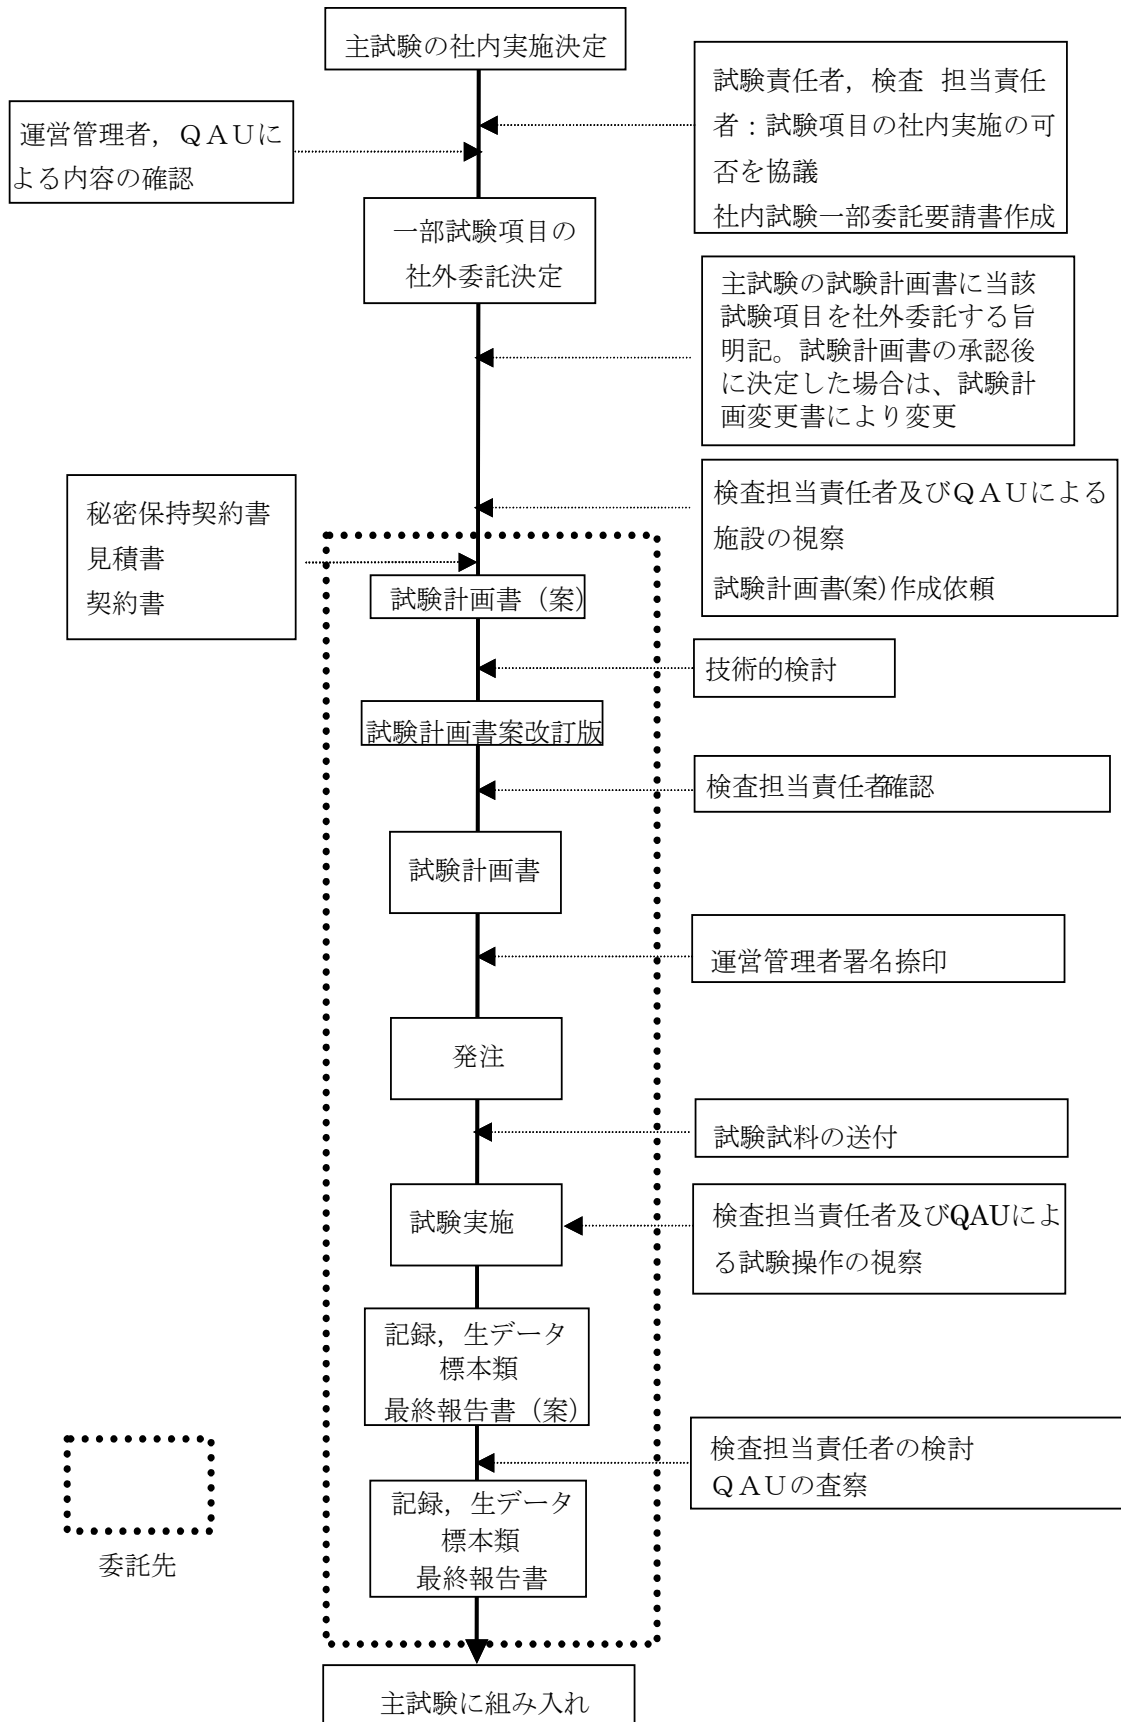 主試験の社内実施決定
試験責任者，検査 担当責任
者：試験項目の社内実施の可
否を協議
社内試験一部委託要請書作成
運営管理者，ＱＡＵに
よる内容の確認
一部試験項目の
社外委託決定
主試験の試験計画書に当該
試験項目を社外委託する旨
明記。試験計画書の承認後
に決定した場合は、試験計
画変更書により変更
検査担当責任者及びＱＡＵによる
施設の視察
試験計画書(案)作成依頼
秘密保持契約書
見積書
契約書
試験計画書（案）
技術的検討
試験計画書案改訂版
検査担当責任者確認
試験計画書
運営管理者署名捺印
発注
試験試料の送付
試験実施
検査担当責任者及びQAUによ
る試験操作の視察
記録，生データ
標本類
最終報告書（案）
検査担当責任者の検討
ＱＡＵの査察
記録，生データ
標本類
最終報告書
委託先
主試験に組み入れ